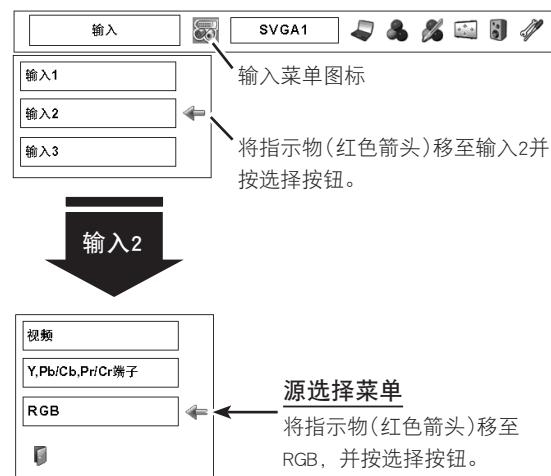 输入
SVGA1
输入1
输入2
输入3
输入菜单图标
将指示物(红色箭头)移至输入2并
按选择按钮。
输入2
视频
Y,Pb/Cb,Pr/Cr端子
RGB
源选择菜单
将指示物(红色箭头)移至
RGB，并按选择按钮。